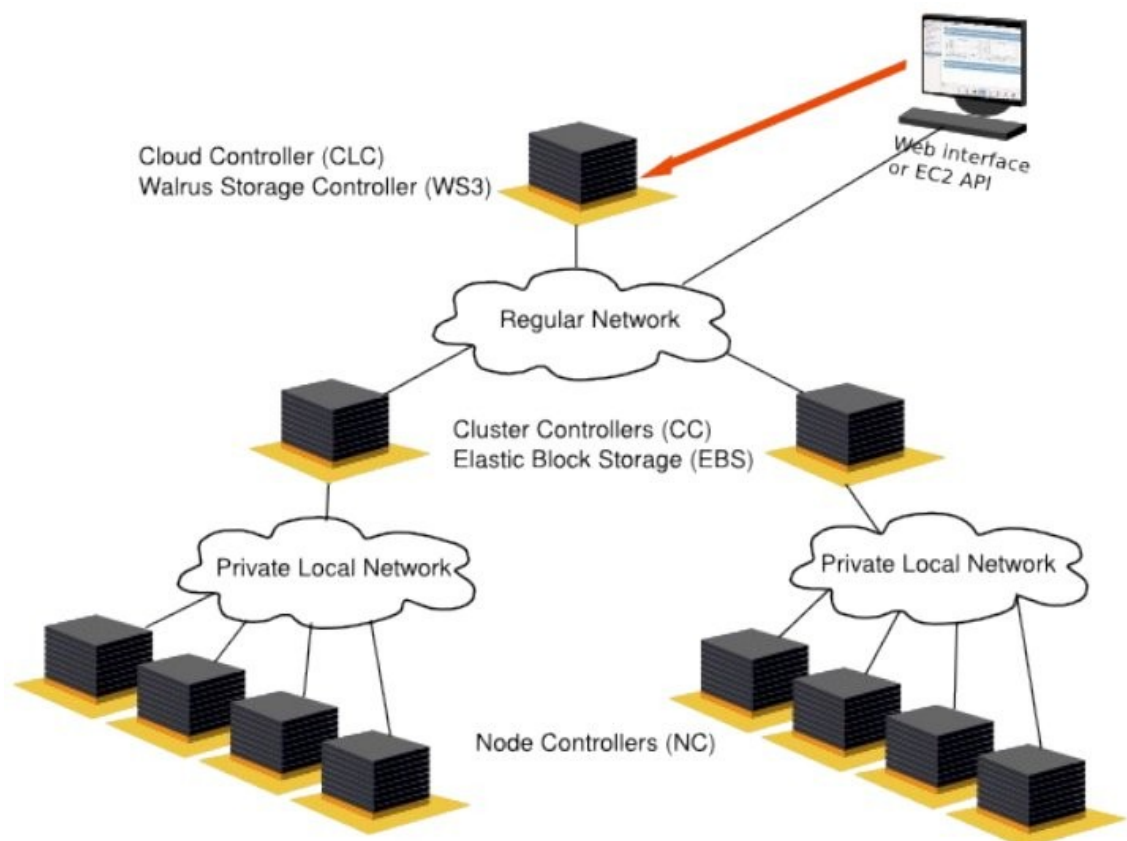 Web interface
or EC2 API
Cloud Controller (CLC)
Walrus Storage Controller (WS3)
Regular Network
Cluster Controllers (CC)
Elastic Block Storage (EBS)
Private Local Network
Private Local Network
Node Controllers (NC)